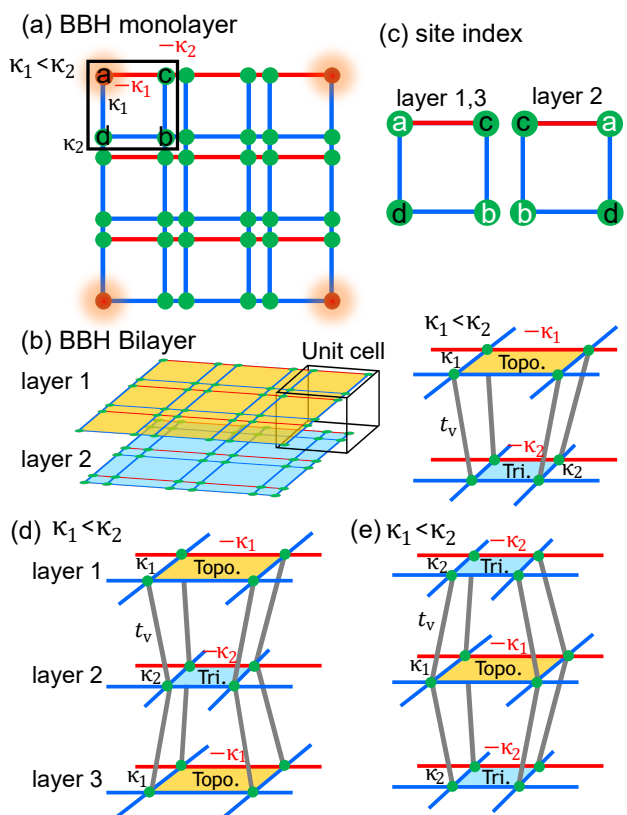 (a) BBH monolayer
κ₁<κ₂
−κ₂
a
c
−κ₁
κ₁
d
b
κ₂
(c) site index
layer 1,3
layer 2
a
c
c
a
d
b
b
d
(b) BBH Bilayer
Unit cell
layer 1
layer 2
κ₁<κ₂
−κ₁
κ₁
Topo.
tᵥ
−κ₂
Tri.
κ₂
(d) κ₁<κ₂
layer 1
−κ₁
κ₁
Topo.
tᵥ
layer 2
−κ₂
κ₂
Tri.
layer 3
−κ₁
κ₁
Topo.
(e) κ₁<κ₂
−κ₂
κ₂
Tri.
tᵥ
−κ₁
κ₁
Topo.
−κ₂
κ₂
Tri.